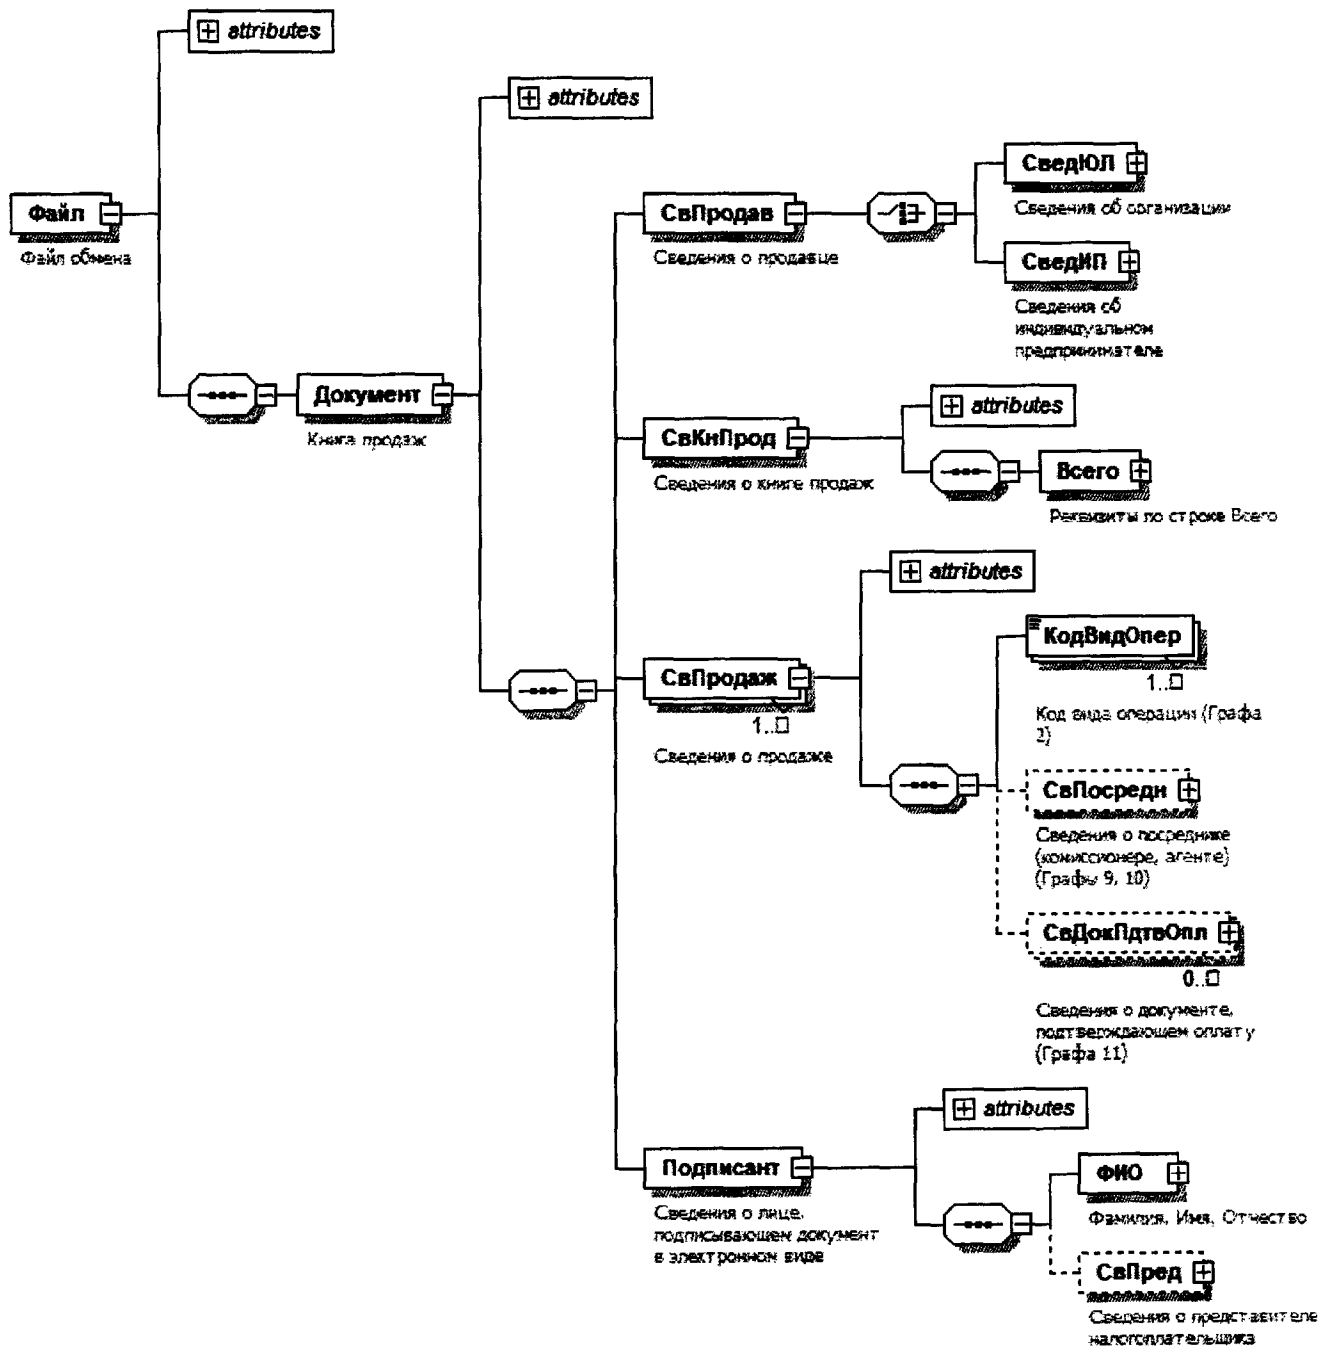 attributes
attributes
Файл
Файл обмена
Документ
Книга продаж
СвПродав
Сведения о продавце
СведЮЛ
Сведения об организации
СведИП
Сведения об
индивидуальном
предпринимателе
СвКнПрод
Сведения о книге продаж
attributes
Всего
Реквизиты по строке Всего
СвПродаж
1..
Сведения о продаже
attributes
КодВидОпер
1..
Код вида операции (Графа
2)
СвПосредн
Сведения о посреднике
(комиссионере, агенте)
(Графы 9, 10)
СвДокПдтвОпл
0..
Сведения о документе,
подтверждающем оплату
(Графа 11)
Подписант
Сведения о лице,
подписывающем документ
в электронном виде
attributes
ФИО
Фамилия, Имя, Отчество
СвПред
Сведения о представителе
налогоплательщика